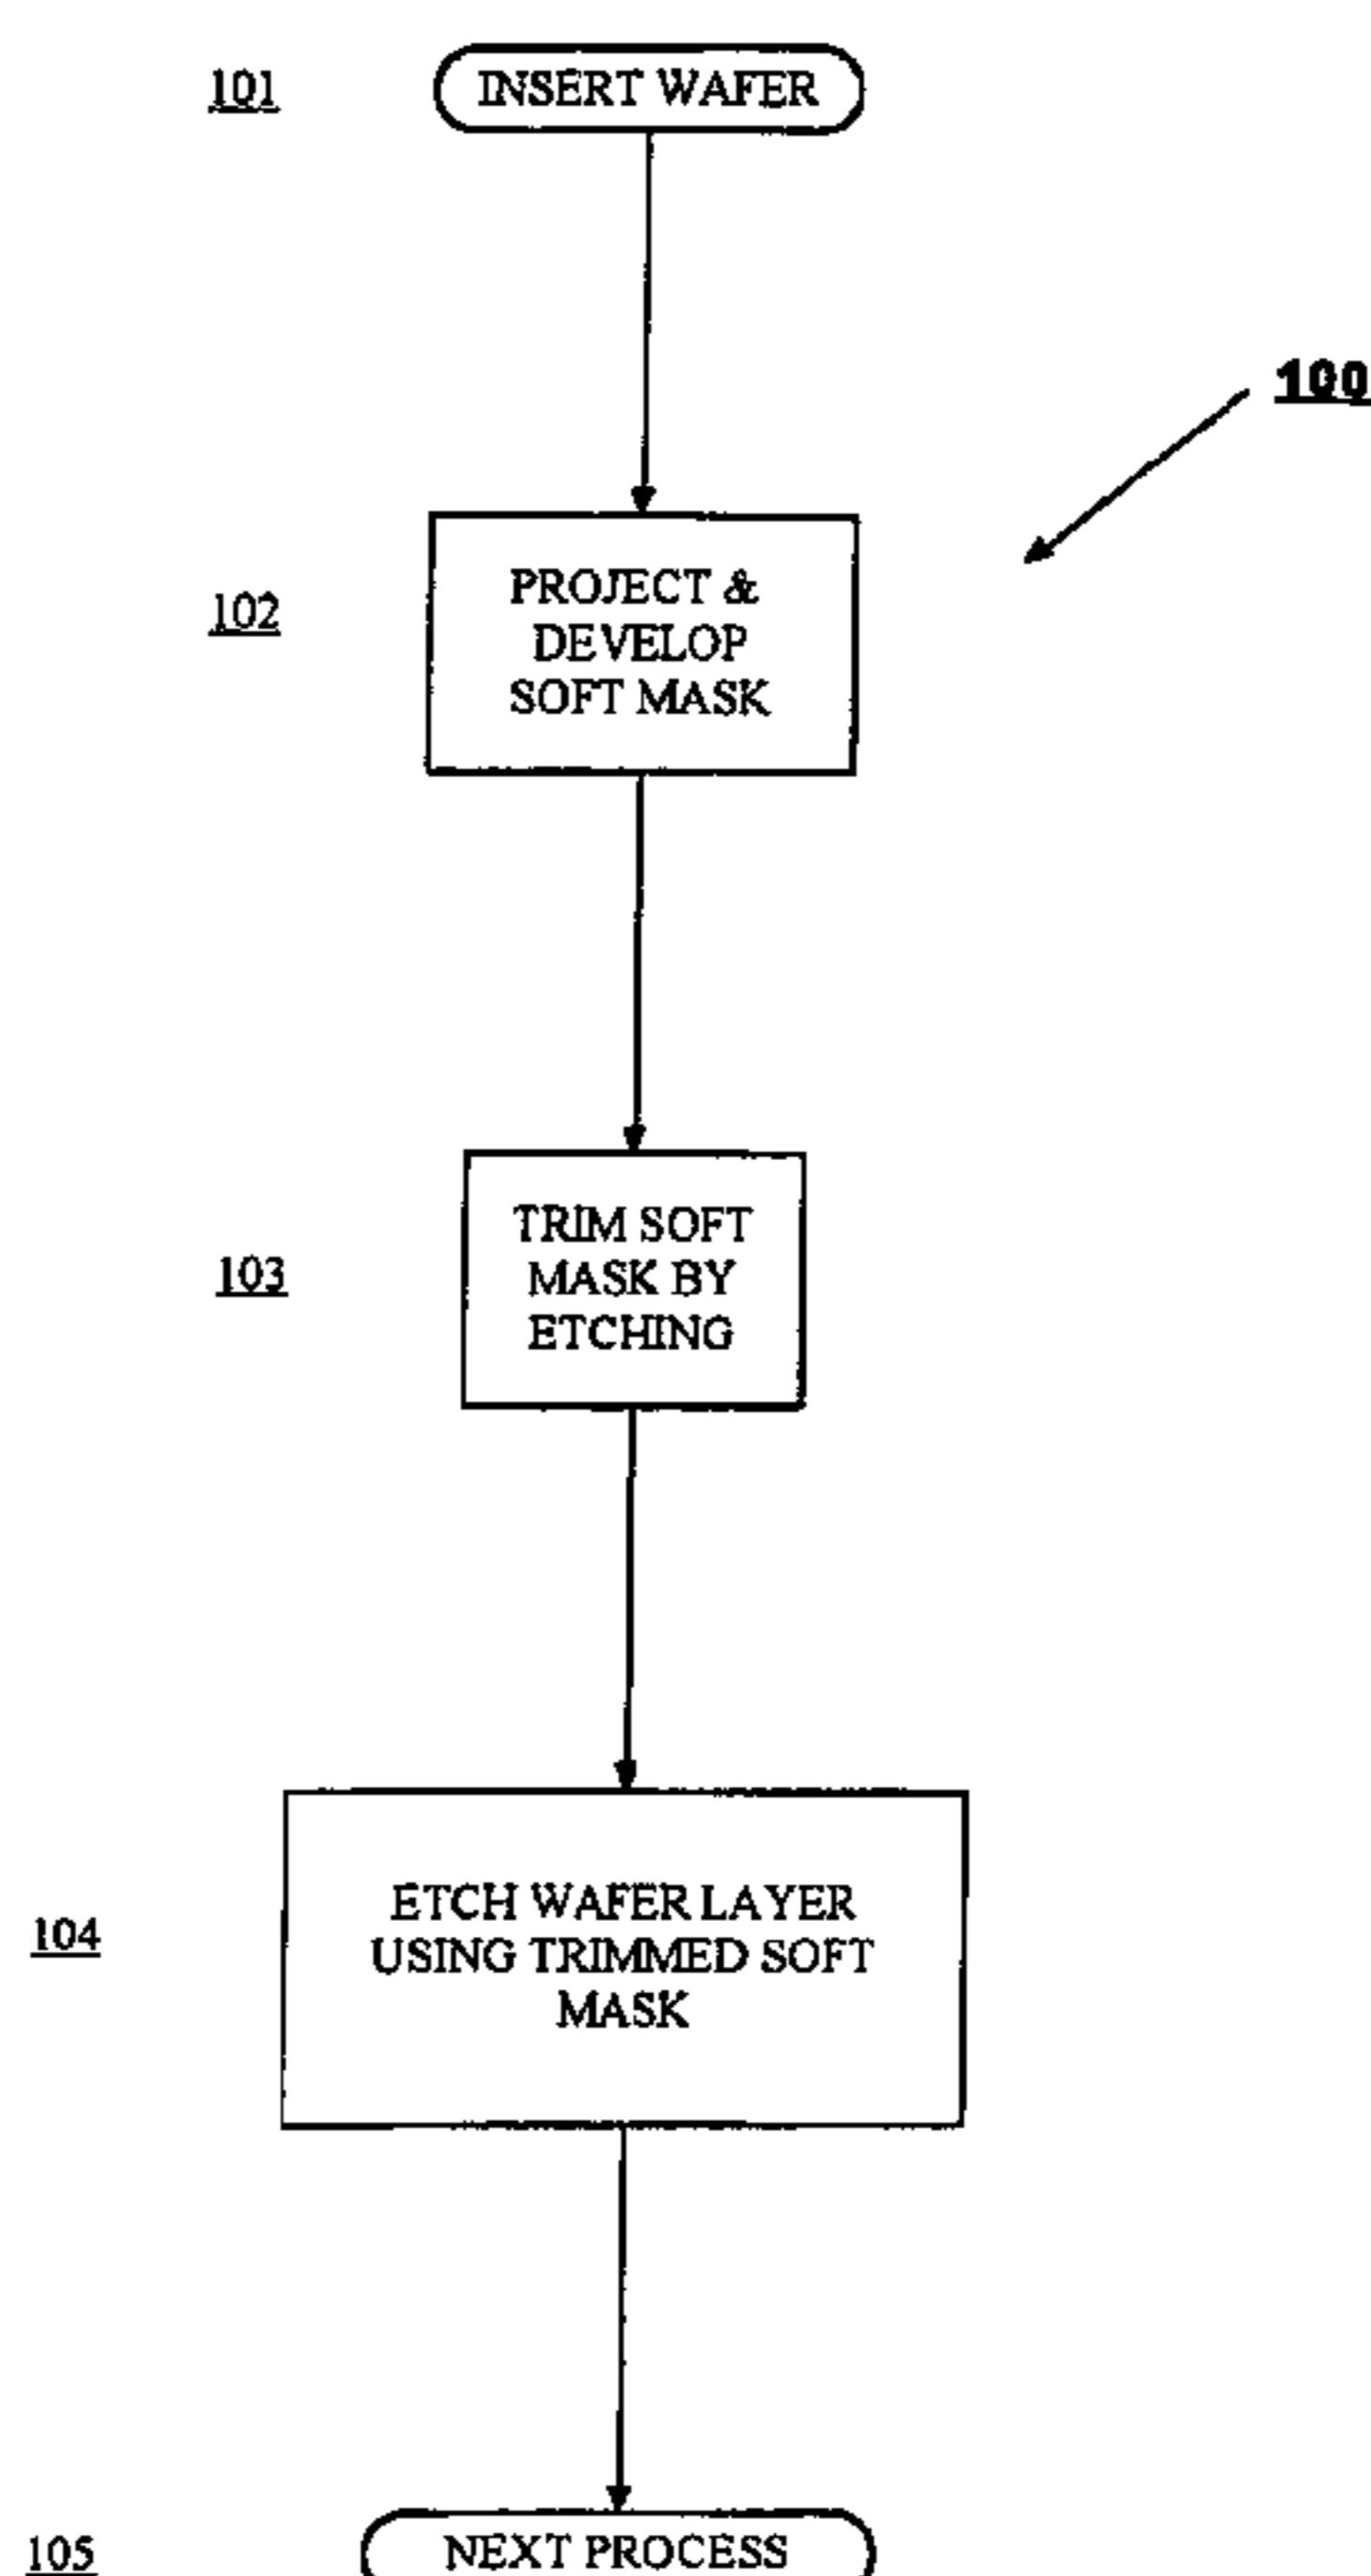 101
INSERT WAFER
100
102
PROJECT &
DEVELOP
SOFT MASK
103
TRIM SOFT
MASK BY
ETCHING
104
ETCH WAFER LAYER
USING TRIMMED SOFT
MASK
105
NEXT PROCESS